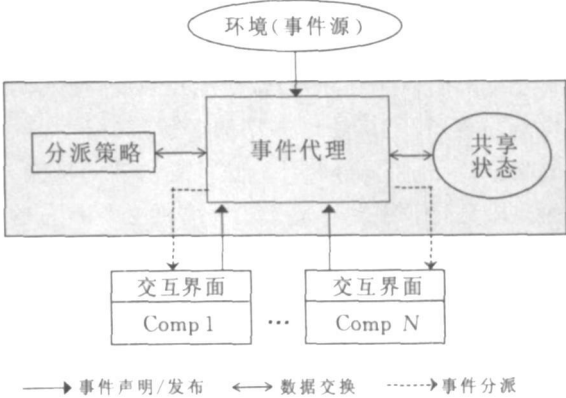 环境(事件源)
分派策略
事件代理
共享
状态
交互界面
Comp 1
...
交互界面
Comp N
事件声明/发布
数据交换
事件分派